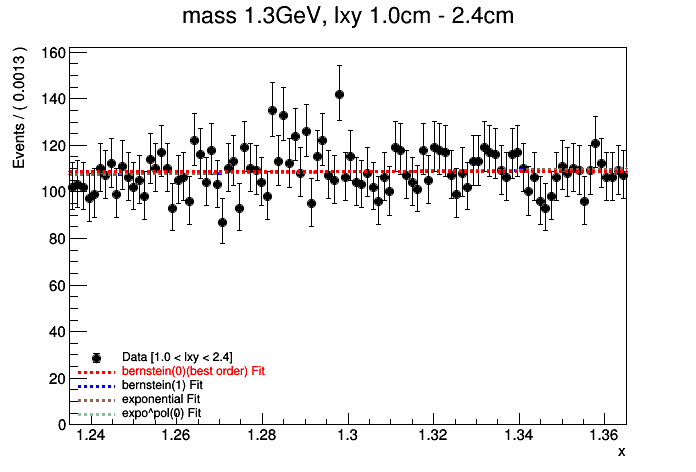 mass 1.3GeV, lxy 1.0cm - 2.4cm
Events / ( 0.0013 )
160
140
120
100
80
60
40
20
0
Data [1.0 < lxy < 2.4]
bernstein(0)(best order) Fit
bernstein(1) Fit
exponential Fit
expo^pol(0) Fit
1.24 1.26 1.28 1.3 1.32 1.34 1.36
x